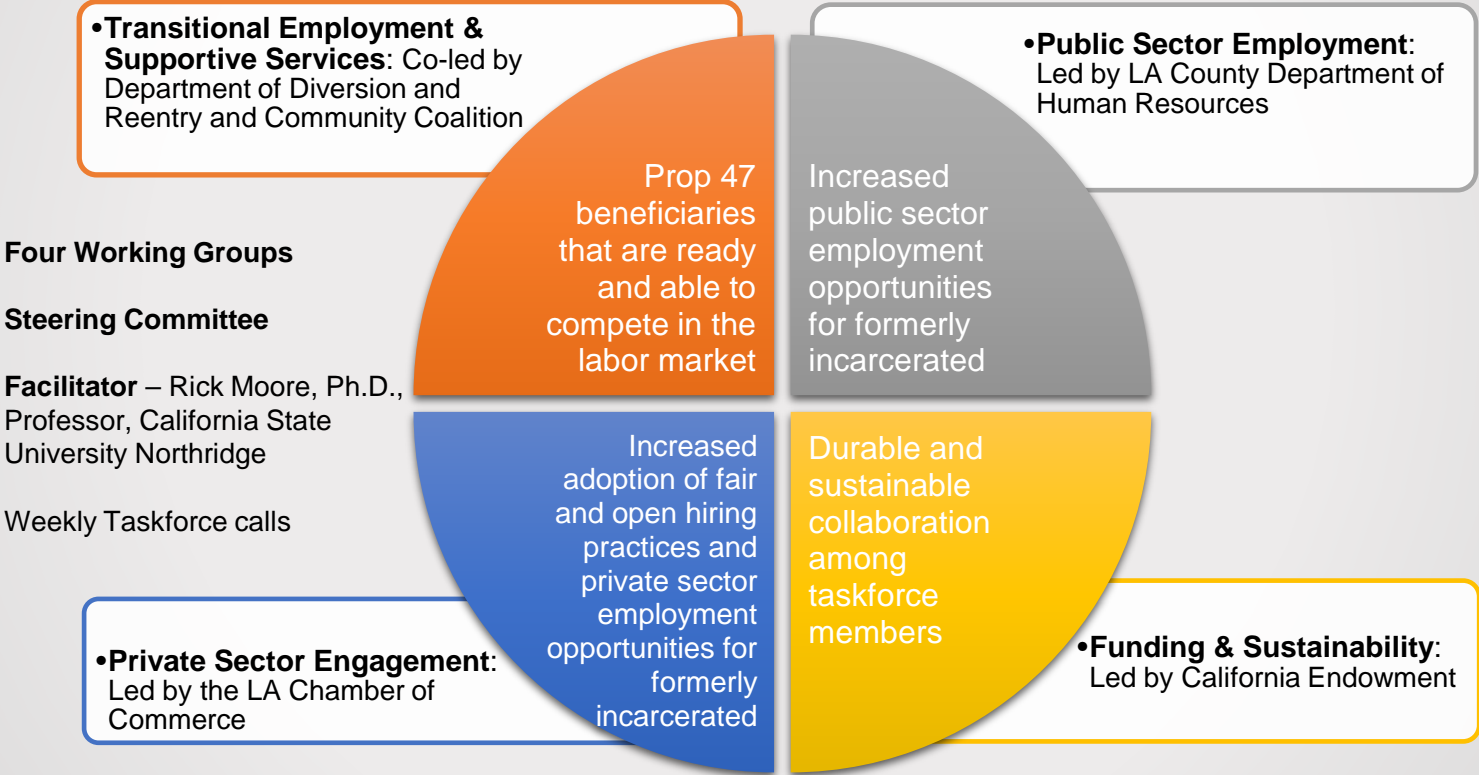 •Transitional Employment &
Supportive Services: Co-led by
Department of Diversion and
Reentry and Community Coalition
•Public Sector Employment:
Led by LA County Department of
Human Resources
Prop 47
beneficiaries
that are ready
and able to
compete in the
labor market
Increased
public sector
employment
opportunities
for formerly
incarcerated
Four Working Groups
Steering Committee
Facilitator – Rick Moore, Ph.D.,
Professor, California State
University Northridge
Weekly Taskforce calls
Increased
adoption of fair
and open hiring
practices and
private sector
employment
opportunities for
formerly
incarcerated
Durable and
sustainable
collaboration
among
taskforce
members
•Private Sector Engagement:
Led by the LA Chamber of
Commerce
•Funding & Sustainability:
Led by California Endowment